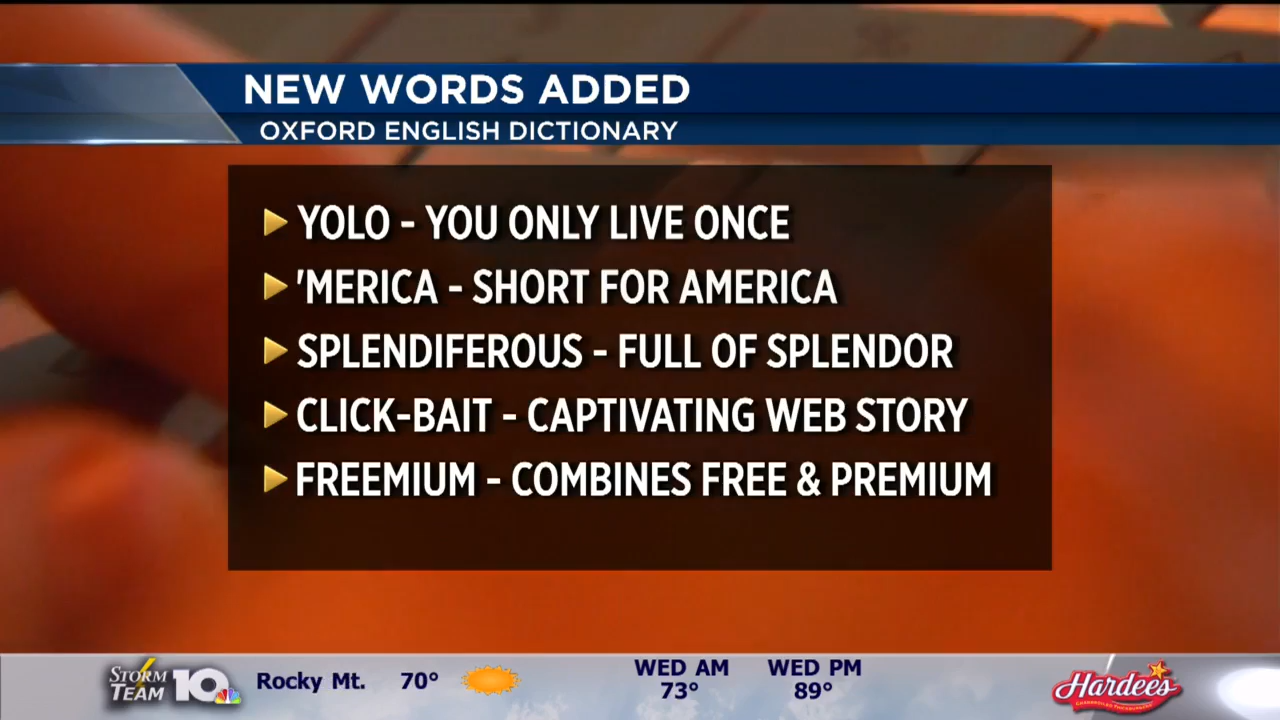 NEW WORDS ADDED
OXFORD ENGLISH DICTIONARY
YOLO - YOU ONLY LIVE ONCE
'MERICA - SHORT FOR AMERICA
SPLENDIFEROUS - FULL OF SPLENDOR
CLICK-BAIT - CAPTIVATING WEB STORY
FREEMIUM - COMBINES FREE & PREMIUM
STORM TEAM 10
Rocky Mt. 70°
WED AM WED PM
73° 89°
Hardee's